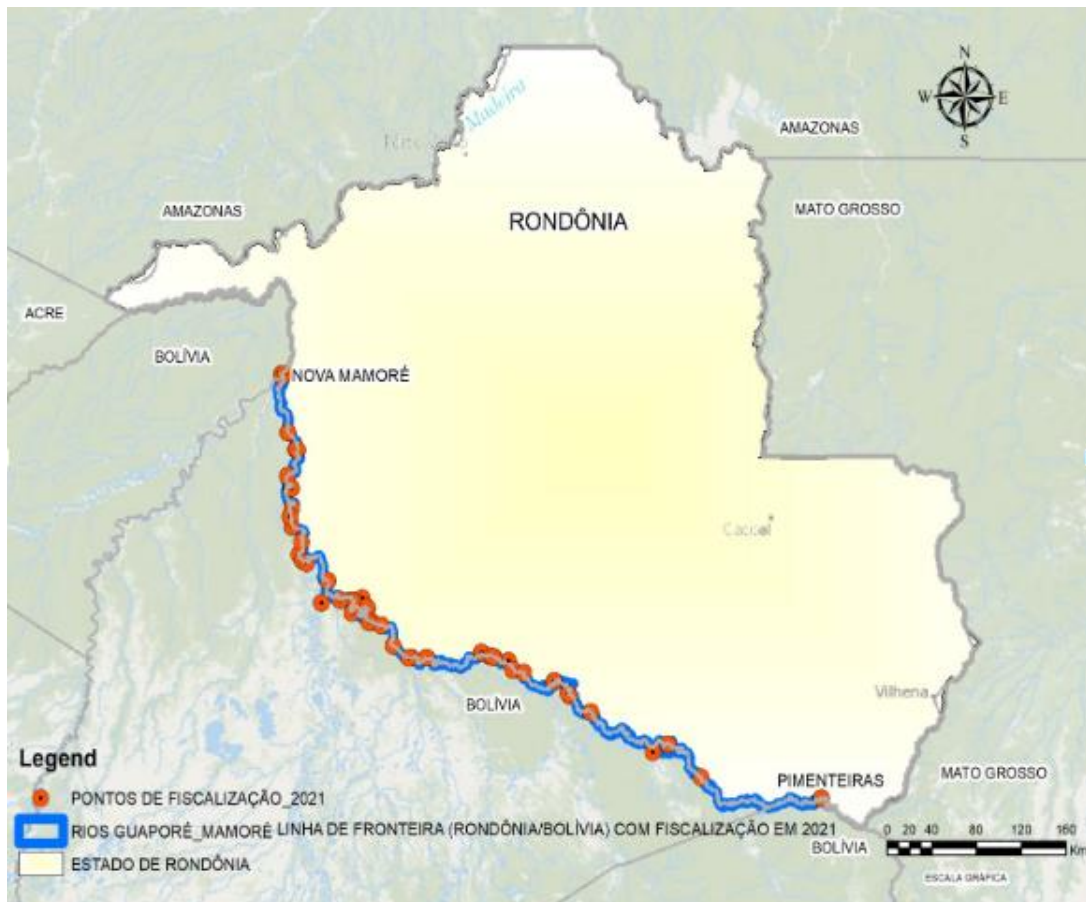 N
W E
S
Madeira
AMAZONAS
MATO GROSSO
AMAZONAS
RONDÔNIA
ACRE
BOLÍVIA
NOVA MAMORÉ
Cacoal
BOLÍVIA
Vilhena
PIMENTEIRAS
MATO GROSSO
BOLÍVIA
0 20 40 80 120 160
Km
ESCALA GRÁFICA
Legend
PONTOS DE FISCALIZAÇÃO_2021
RIOS GUAPORÉ_MAMORÉ LINHA DE FRONTEIRA (RONDÔNIA/BOLÍVIA) COM FISCALIZAÇÃO EM 2021
ESTADO DE RONDÔNIA